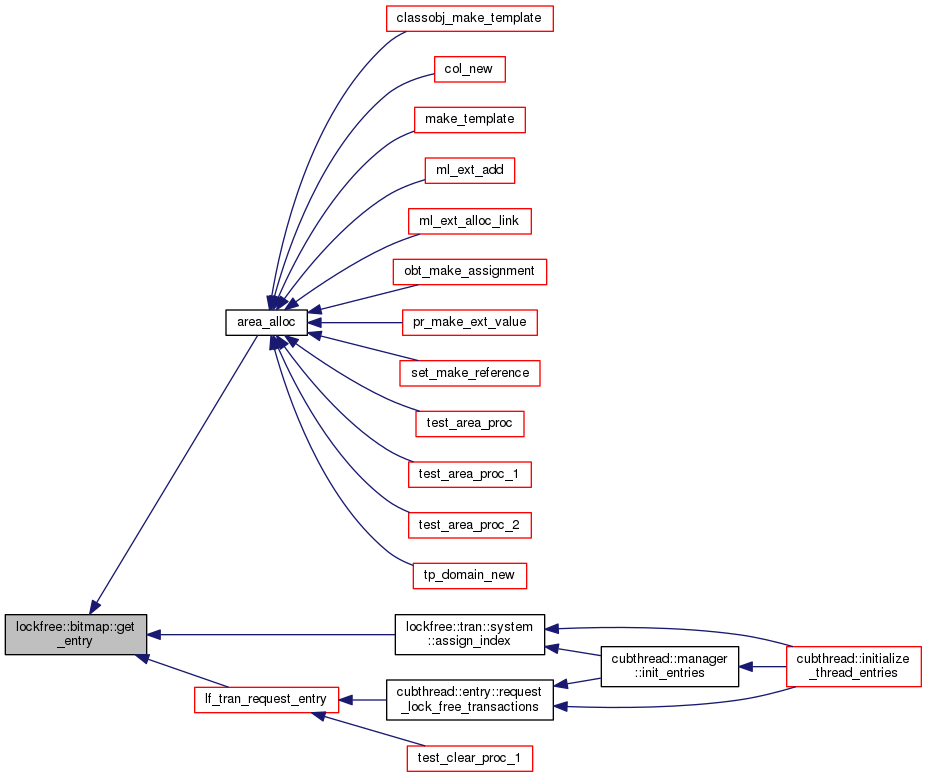 classobj_make_template
col_new
make_template
ml_ext_add
ml_ext_alloc_link
obt_make_assignment
area_alloc
pr_make_ext_value
set_make_reference
test_area_proc
test_area_proc_1
test_area_proc_2
tp_domain_new
lockfree::bitmap::get
_entry
lockfree::tran::system
::assign_index
cubthread::manager
::init_entries
cubthread::initialize
_thread_entries
lf_tran_request_entry
cubthread::entry::request
_lock_free_transactions
test_clear_proc_1